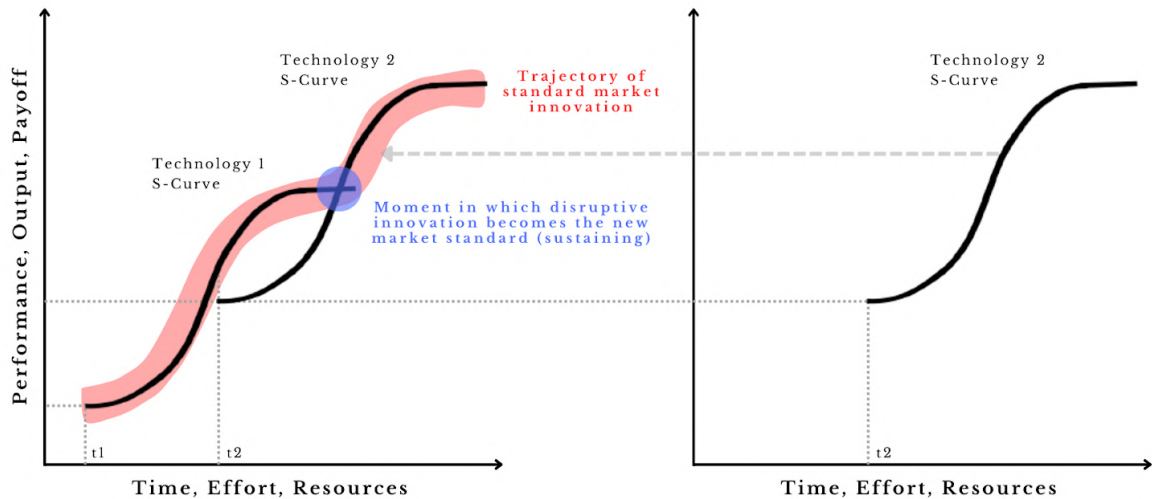 Performance, Output, Payoff
Technology 2
S-Curve
Trajectory of
standard market
innovation
Technology 1
S-Curve
Moment in which disruptive
innovation becomes the new
market standard (sustaining)
t1
t2
Time, Effort, Resources
Technology 2
S-Curve
t2
Time, Effort, Resources